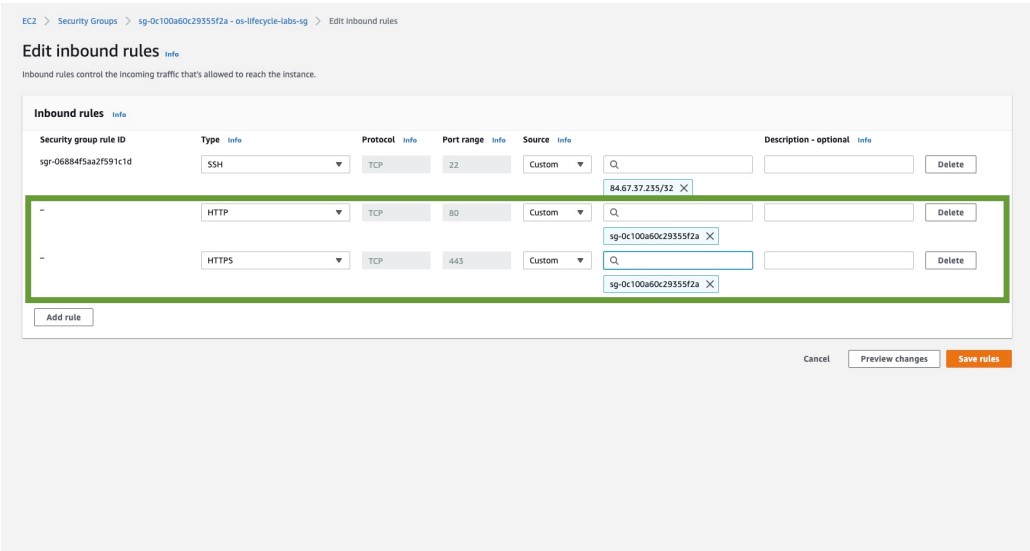 EC2 > Security Groups > sg-0c100a60c29355f2a - os-lifecycle-labs-sg > Edit inbound rules
Edit inbound rules Info
Inbound rules control the incoming traffic that's allowed to reach the instance.
Inbound rules Info
Security group rule ID Type Info Protocol Info Port range Info Source Info Description - optional Info
sgr-06884f5aa2f591c1d SSH TCP 22 Custom Delete
84.67.37.235/32
– HTTP TCP 80 Custom Delete
sg-0c100a60c29355f2a
– HTTPS TCP 443 Custom Delete
sg-0c100a60c29355f2a
Add rule
Cancel Preview changes Save rules